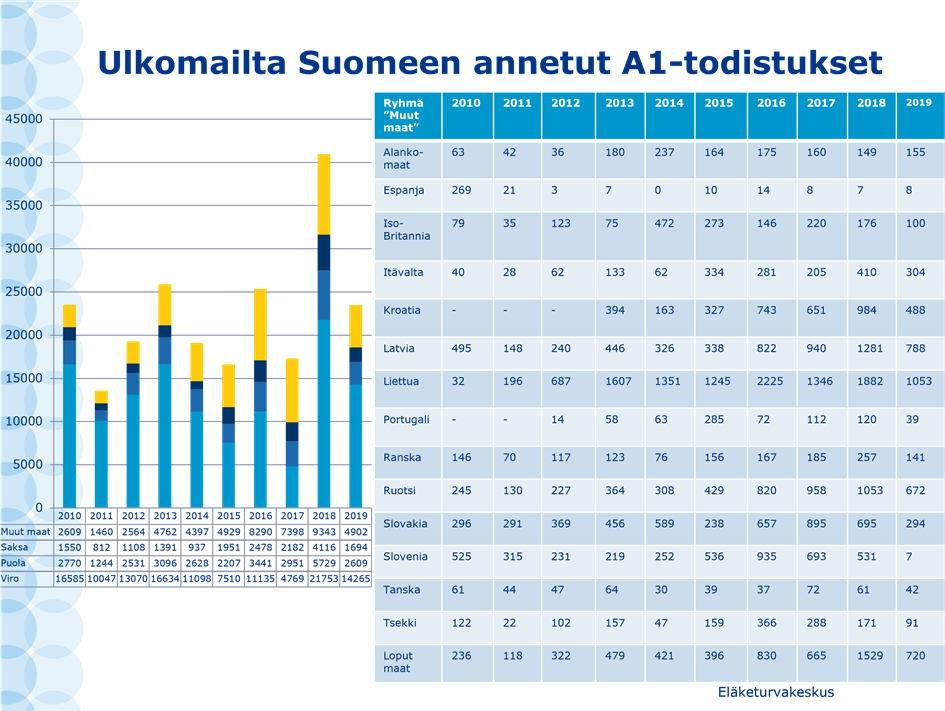 Ulkomailta Suomeen annetut A1-todistukset
45000
40000
35000
30000
25000
20000
15000
10000
5000
0
2010 2011 2012 2013 2014 2015 2016 2017 2018 2019
Muut maat 2609 1460 2564 4762 4397 4929 8290 7398 9343 4902
Saksa 1550 812 1108 1391 937 1951 2478 2182 4116 1694
Puola 2770 1244 2531 3096 2628 2207 3441 2951 5729 2609
Viro 16585 10047 13070 16634 11098 7510 11135 4769 21753 14265
Ryhmä 2010 2011 2012 2013 2014 2015 2016 2017 2018 2019
”Muut
maat”
Alanko- 63 42 36 180 237 164 175 160 149 155
maat
Espanja 269 21 3 7 0 10 14 8 7 8
Iso- 79 35 123 75 472 273 146 220 176 100
Britannia
Itävalta 40 28 62 133 62 334 281 205 410 304
Kroatia - - - 394 163 327 743 651 984 488
Latvia 495 148 240 446 326 338 822 940 1281 788
Liettua 32 196 687 1607 1351 1245 2225 1346 1882 1053
Portugali - - 14 58 63 285 72 112 120 39
Ranska 146 70 117 123 76 156 167 185 257 141
Ruotsi 245 130 227 364 308 429 820 958 1053 672
Slovakia 296 291 369 456 589 238 657 895 695 294
Slovenia 525 315 231 219 252 536 935 693 531 7
Tanska 61 44 47 64 30 39 37 72 61 42
Tsekki 122 22 102 157 47 159 366 288 171 91
Loput 236 118 322 479 421 396 830 665 1529 720
maat
Eläketurvakeskus